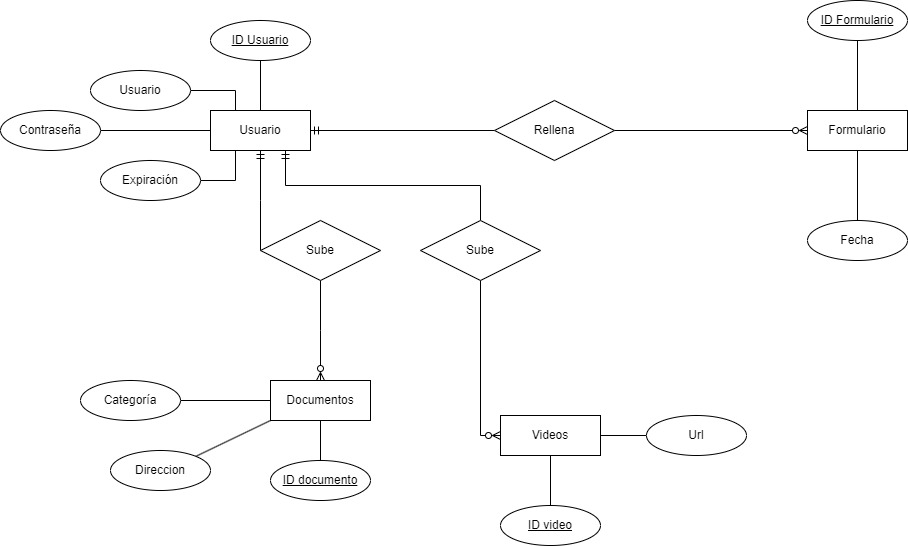 ID Formulario
ID Usuario
Usuario
Contraseña
Usuario
Rellena
Formulario
Expiración
Fecha
Sube
Sube
Categoría
Documentos
Videos
Url
Direccion
ID documento
ID video